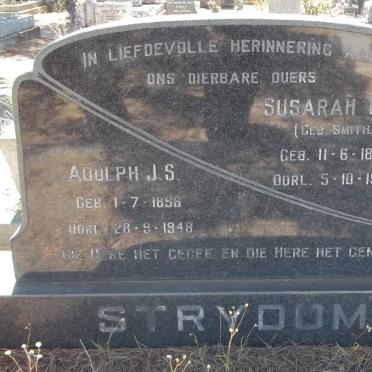 IN LIEFDEVOLLE HERINNERING
ONS DIERBARE OUERS
SUSARAH
(GEB. SMITH
GEB. 11-6-18
OORL. 5-10-19
ADOLPH J.S.
GEB. 1-7-1898
OORL. 28-9-1948
DIE HERE HET GEGEE EN DIE HERE HET GEN
STRYDOM